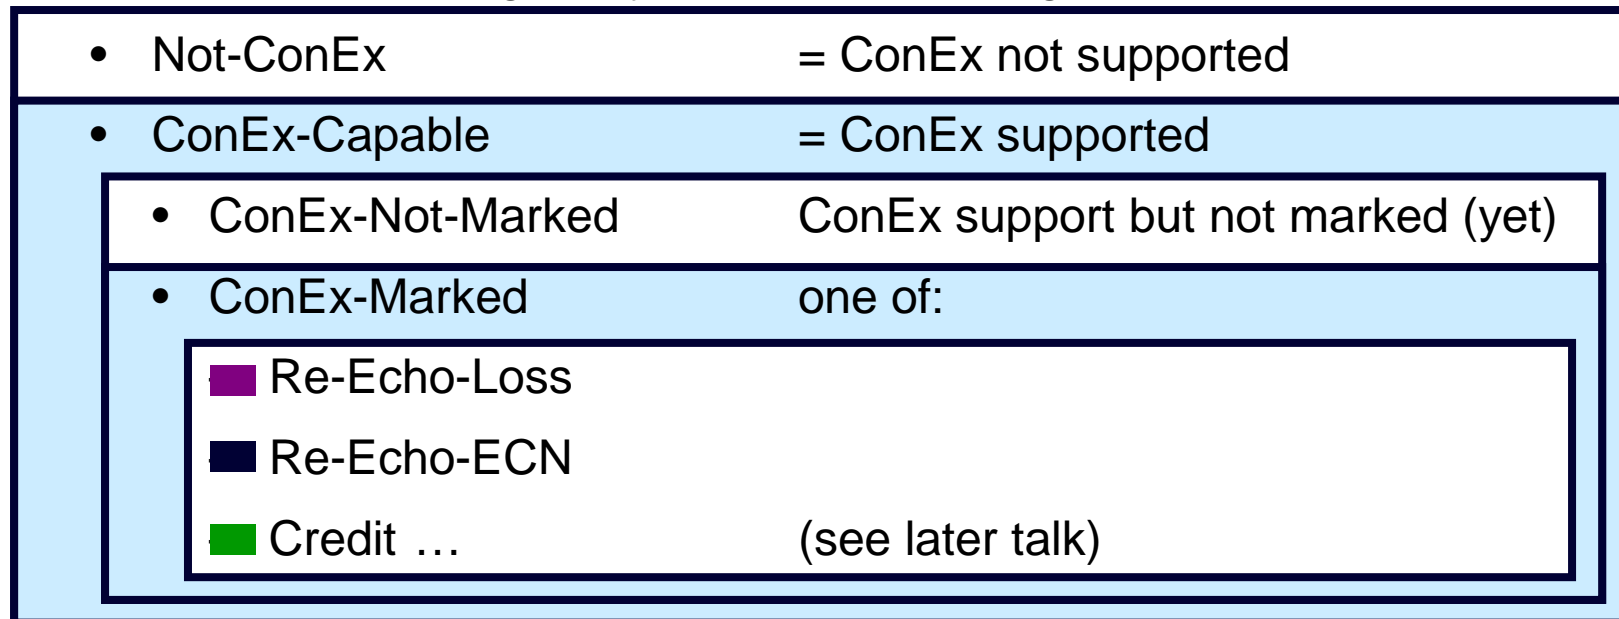 • Not-ConEx = ConEx not supported
• ConEx-Capable = ConEx supported
• ConEx-Not-Marked ConEx support but not marked (yet)
• ConEx-Marked one of:
Re-Echo-Loss
Re-Echo-ECN
Credit … (see later talk)